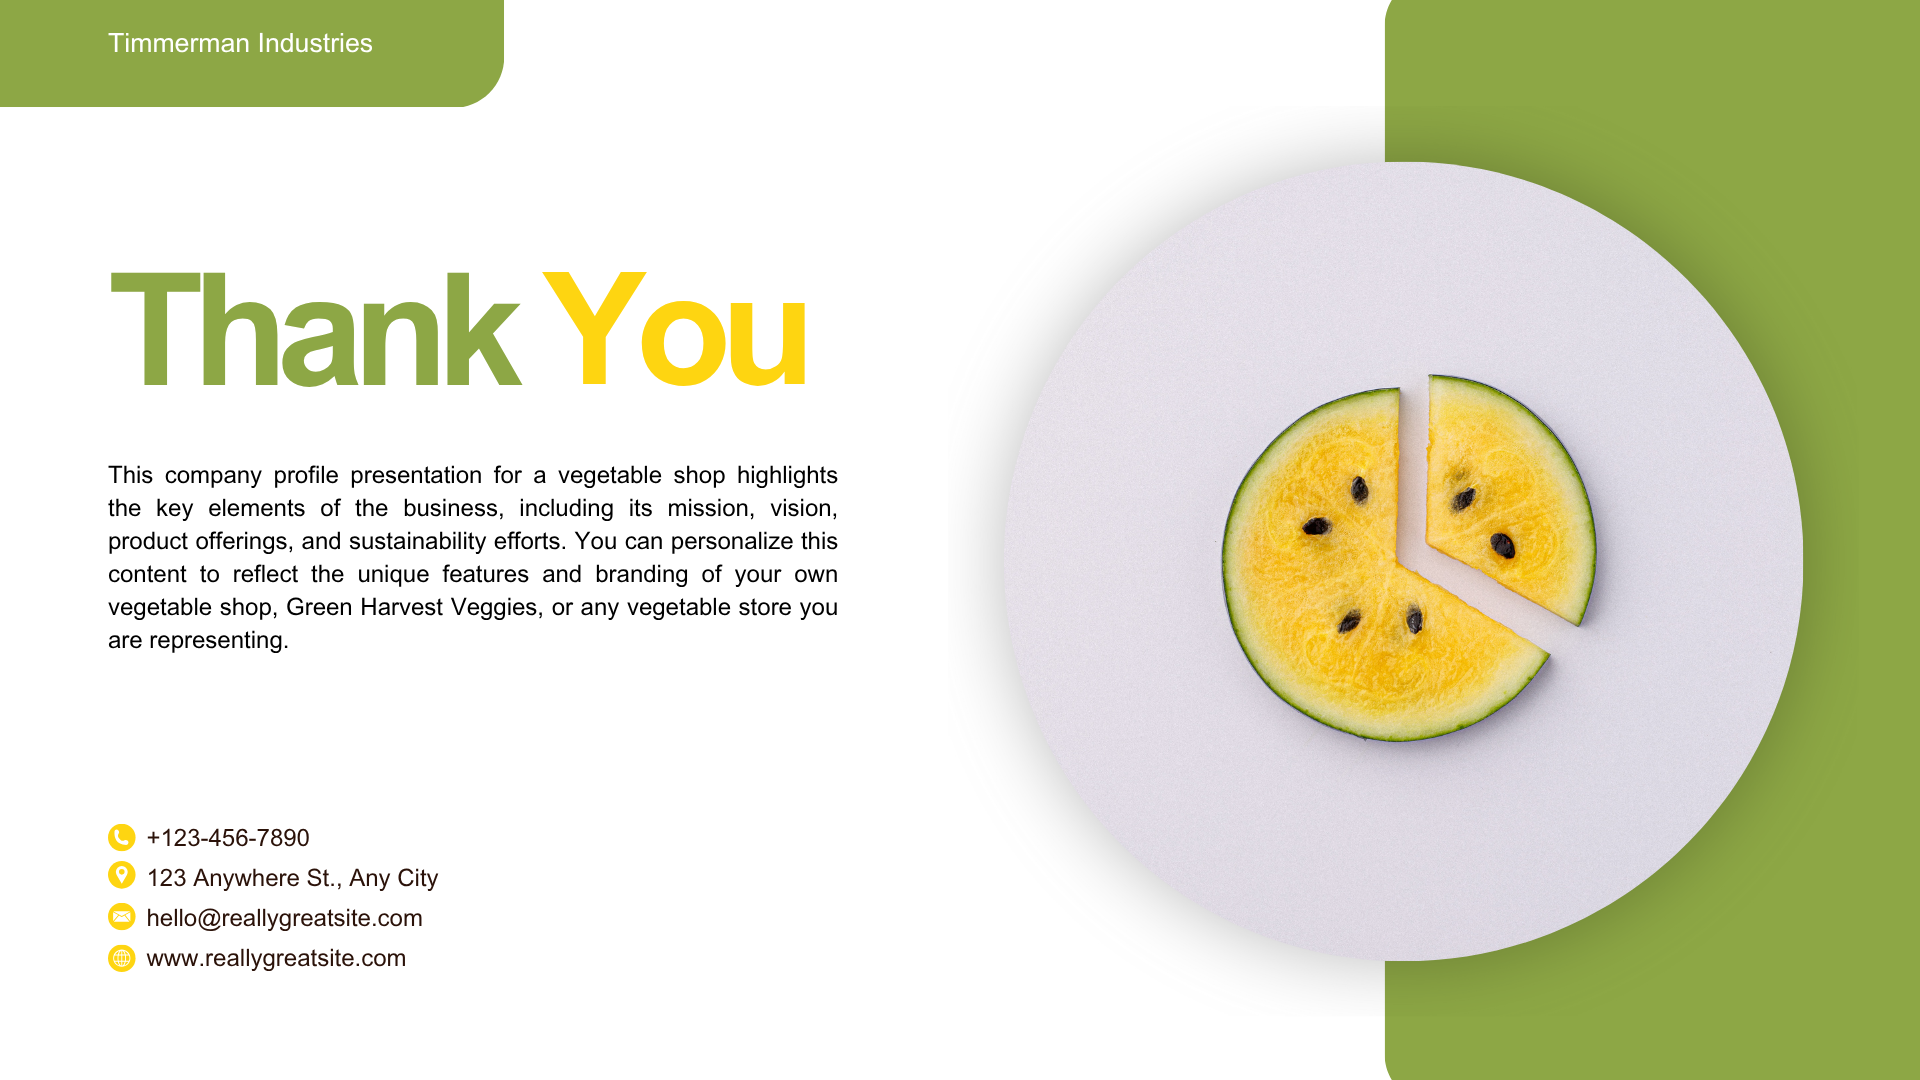 Timmerman Industries
Thank You
This company profile presentation for a vegetable shop highlights
the key elements of the business, including its mission, vision,
product offerings, and sustainability efforts. You can personalize this
content to reflect the unique features and branding of your own
vegetable shop, Green Harvest Veggies, or any vegetable store you
are representing.
+123-456-7890
123 Anywhere St., Any City
hello@reallygreatsite.com
www.reallygreatsite.com